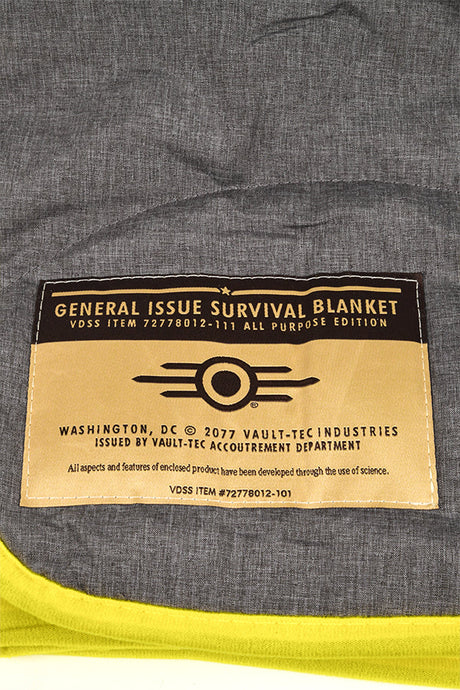 GENERAL ISSUE SURVIVAL BLANKET
VDSS ITEM 72778012-111 ALL PURPOSE EDITION
®
WASHINGTON, DC © 2077 VAULT-TEC INDUSTRIES
ISSUED BY VAULT-TEC ACCOUTREMENT DEPARTMENT
All aspects and features of enclosed product have been developed through the use of science.
VDSS ITEM #72778012-101